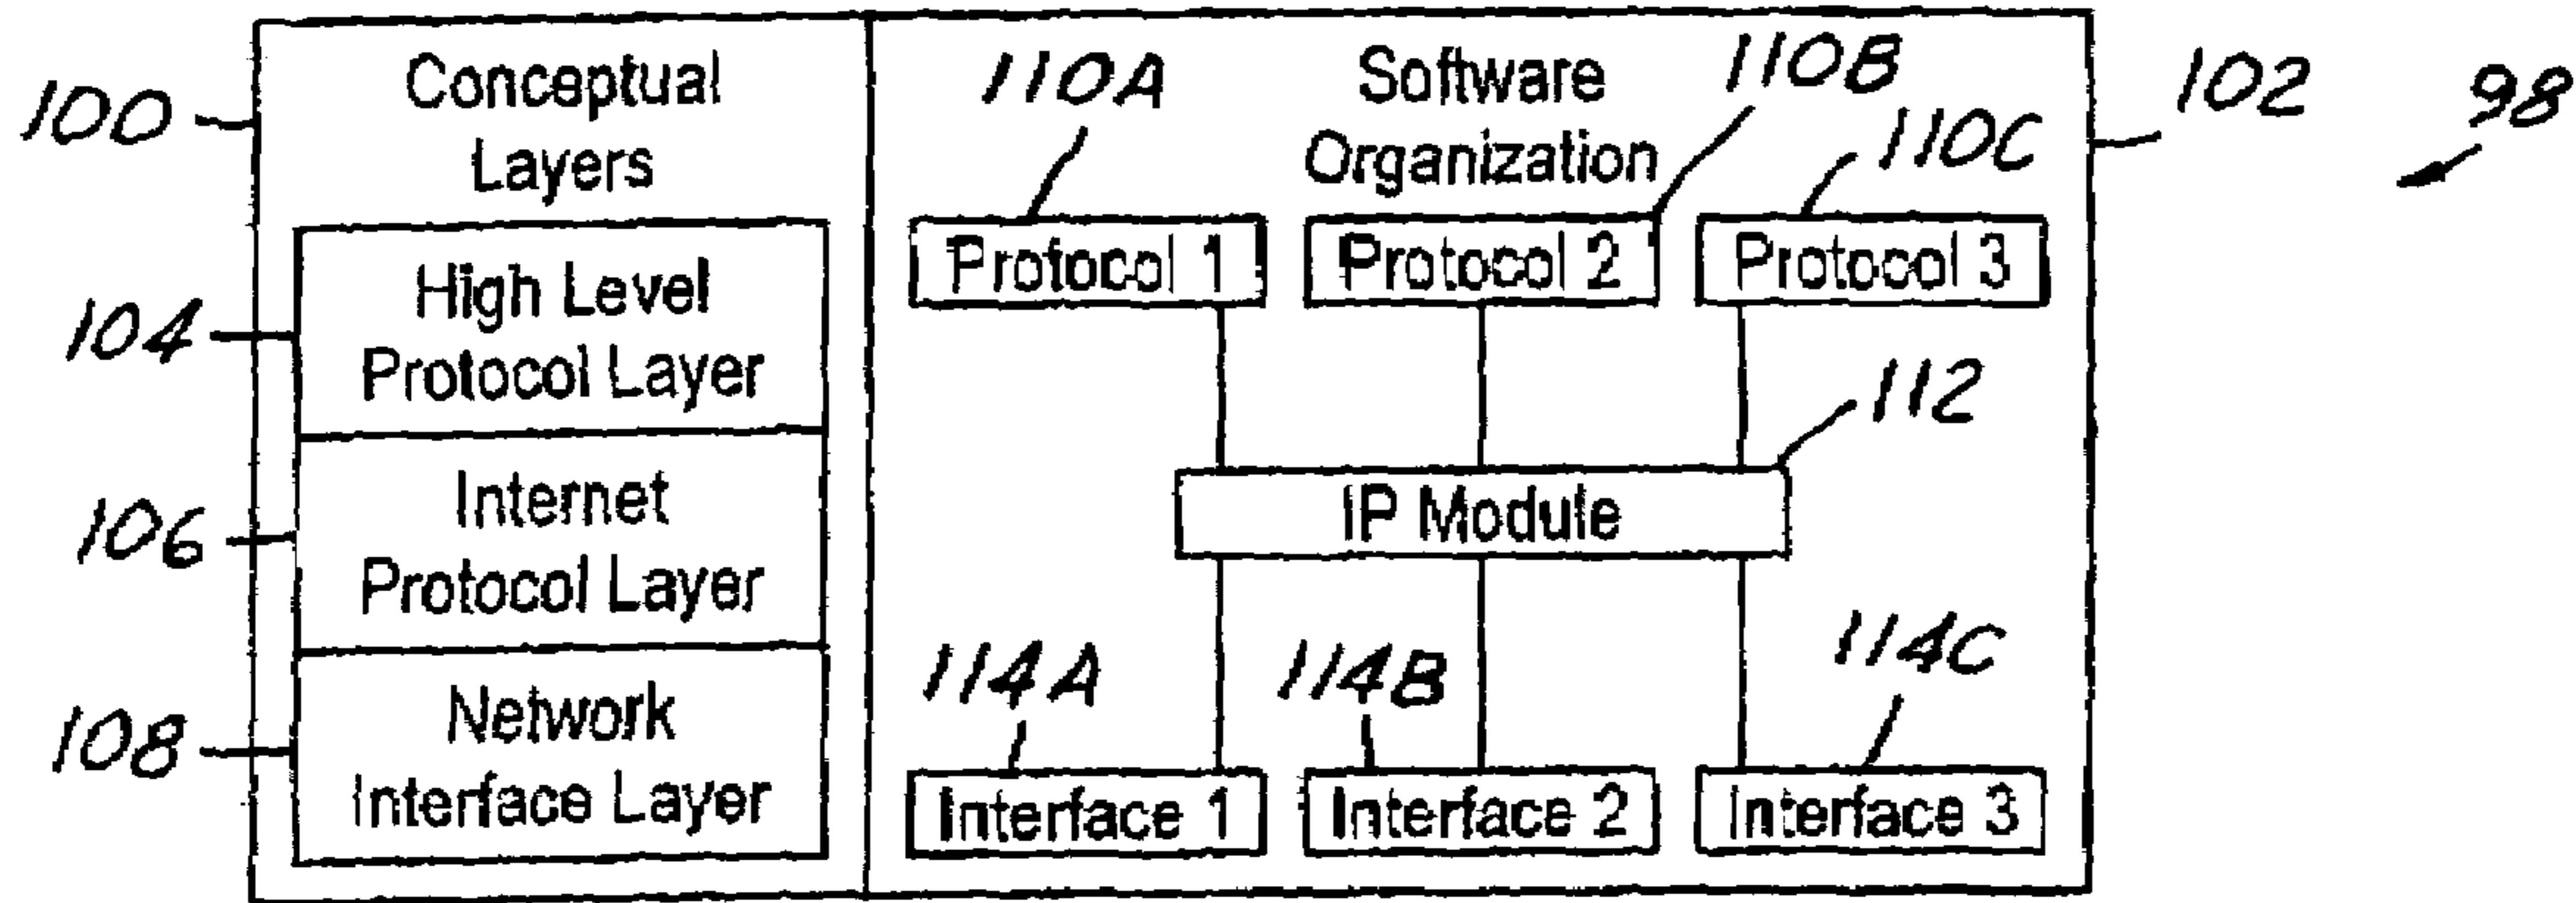 100
Conceptual
Layers
104
High Level
Protocol Layer
106
Internet
Protocol Layer
108
Network
Interface Layer
Software
Organization
110A
110B
110C
102
98
Protocol 1
Protocol 2
Protocol 3
112
IP Module
114A
114B
114C
Interface 1
Interface 2
Interface 3